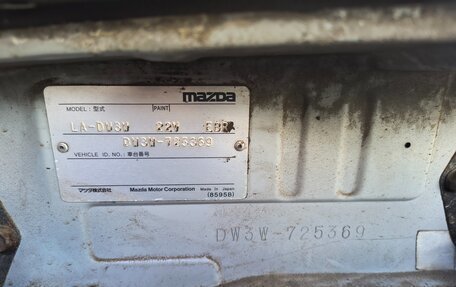 mazda
MODEL: 型式 PAINT
LA-DW3W 22V
DW3W-725369
VEHICLE ID. NO.: 車台番号
マツダ株式会社 Mazda Motor Corporation Made In Japan
(8595B)
DW3W-725369